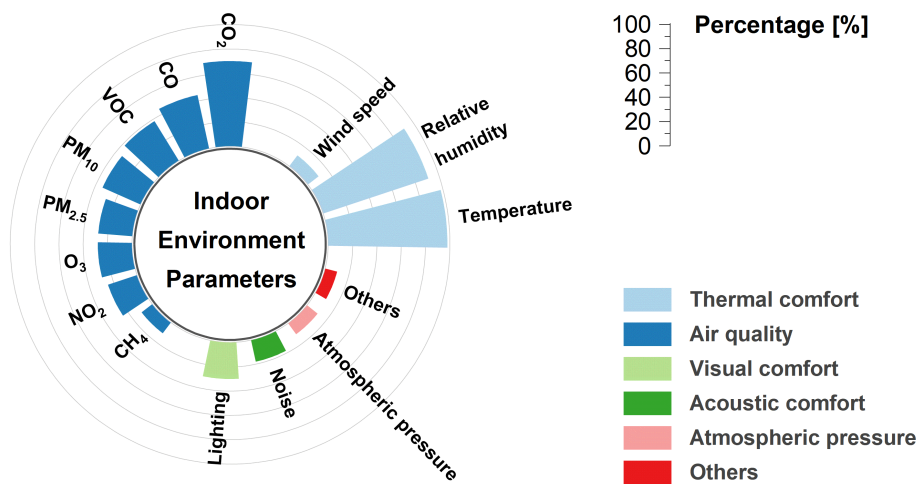 CO₂
CO
VOC
PM₁₀
PM₂.₅
O₃
NO₂
CH₄
Lighting
Noise
Atmospheric pressure
Others
Temperature
Relative
humidity
Wind speed
Indoor
Environment
Parameters
100
80
60
40
20
0
Percentage [%]
Thermal comfort
Air quality
Visual comfort
Acoustic comfort
Atmospheric pressure
Others